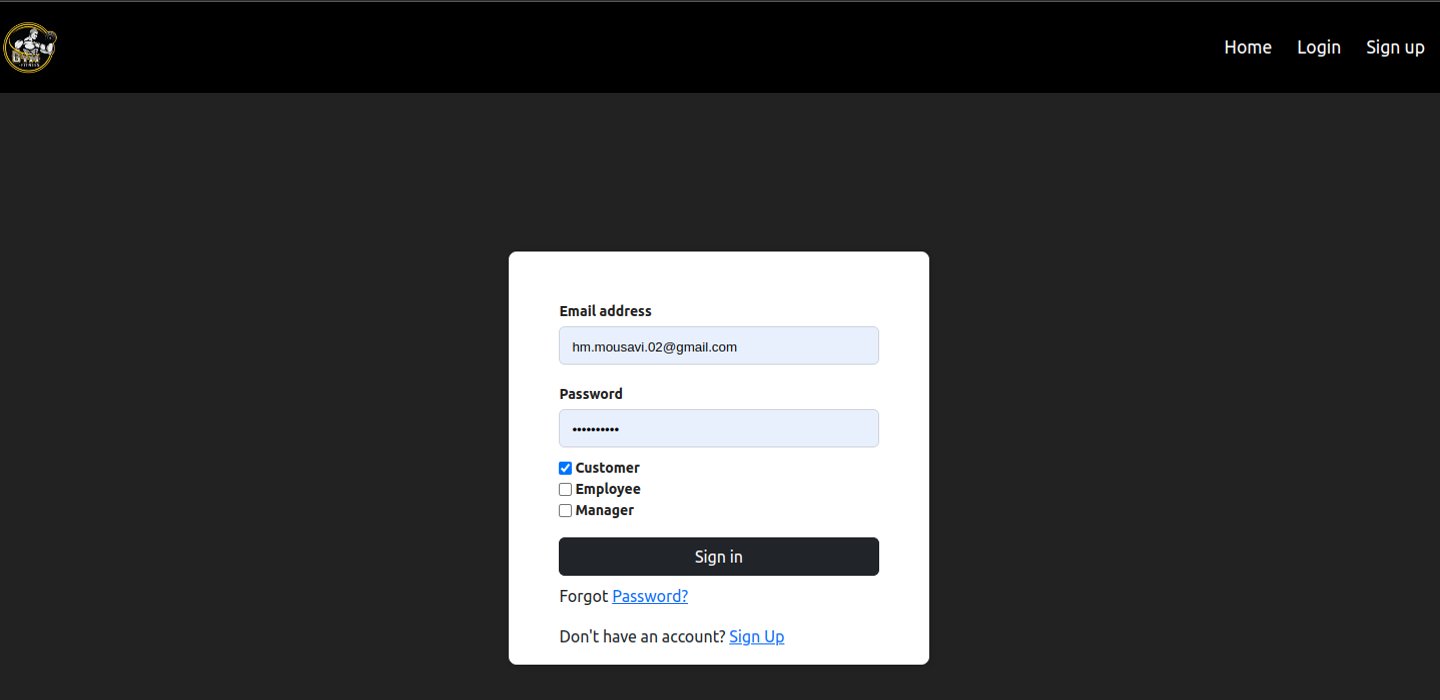 GYM
FITNESS
Home Login Sign up
Email address
hm.mousavi.02@gmail.com
Password
••••••••••
Customer
Employee
Manager
Sign in
Forgot Password?
Don't have an account? Sign Up